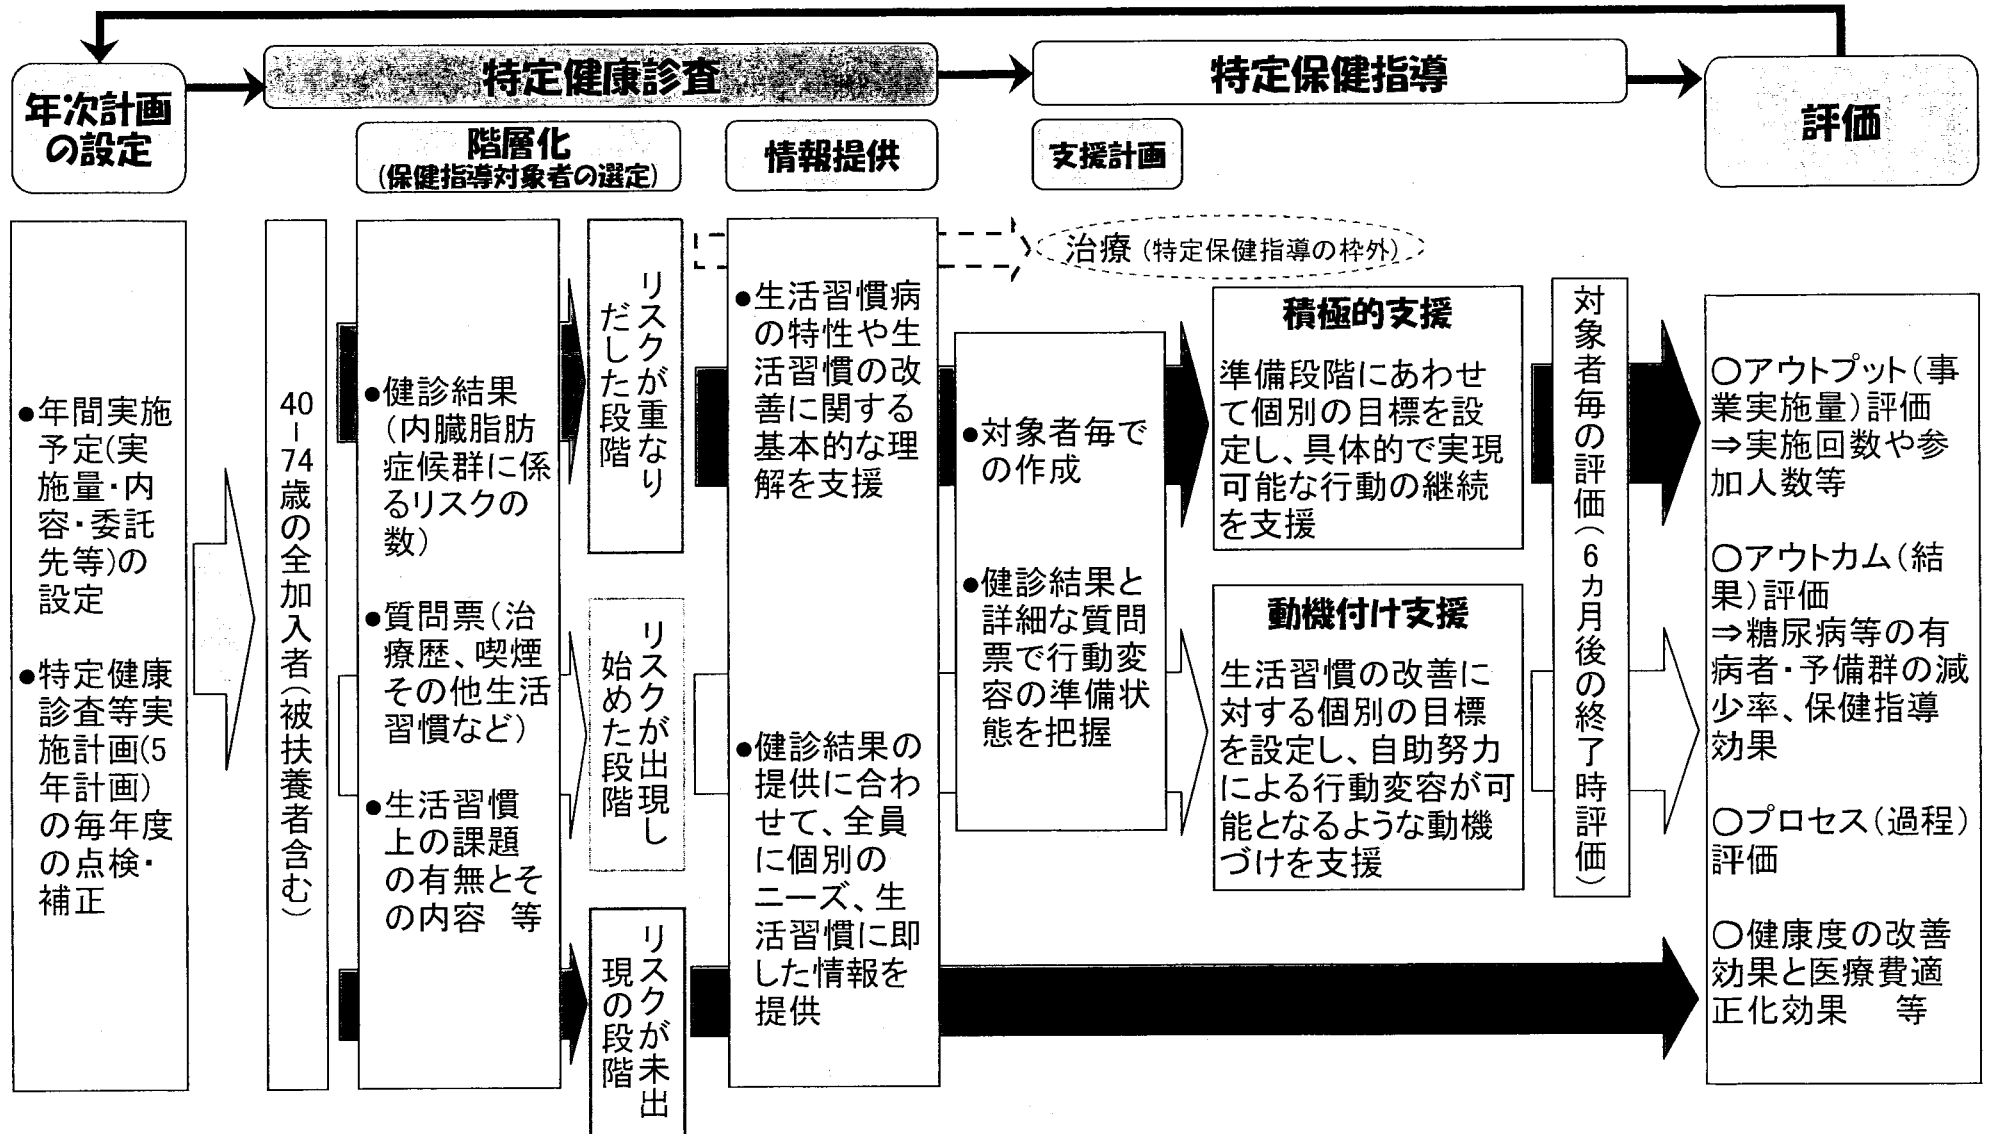 年次計画
の設定
特定健康診査
特定保健指導
評価
階層化
(保健指導対象者の選定)
情報提供
支援計画
●年間実施
予定(実
施量・内
容・委託
先等)の
設定
●特定健康
診査等実
施計画(5
年計画)
の毎年度
の点検・
補正
40-74歳の全加入者(被扶養者含む)
●健診結果
(内臓脂肪
症候群に係
るリスクの
数)
●質問票(治
療歴、喫煙
その他生活
習慣など)
●生活習慣
上の課題
の有無とそ
の内容 等
リスクが重なり
だした段階
リスクが出現し
始めた段階
リスクが未出
現の段階
●生活習慣病
の特性や生
活習慣の改
善に関する
基本的な理
解を支援
●健診結果の
提供に合わ
せて、全員
に個別の
ニーズ、生
活習慣に即
した情報を
提供
治療(特定保健指導の枠外)
●対象者毎で
の作成
●健診結果と
詳細な質問
票で行動変
容の準備状
態を把握
積極的支援
準備段階にあわせ
て個別の目標を設
定し、具体的で実現
可能な行動の継続
を支援
動機付け支援
生活習慣の改善に
対する個別の目標
を設定し、自助努力
による行動変容が可
能となるような動機
づけを支援
対象者毎の評価(6カ月後の終了時評価)
○アウトプット(事
業実施量)評価
⇒実施回数や参
加人数等
○アウトカム(結
果)評価
⇒糖尿病等の有
病者・予備群の減
少率、保健指導
効果
○プロセス(過程)
評価
○健康度の改善
効果と医療費適
正化効果 等